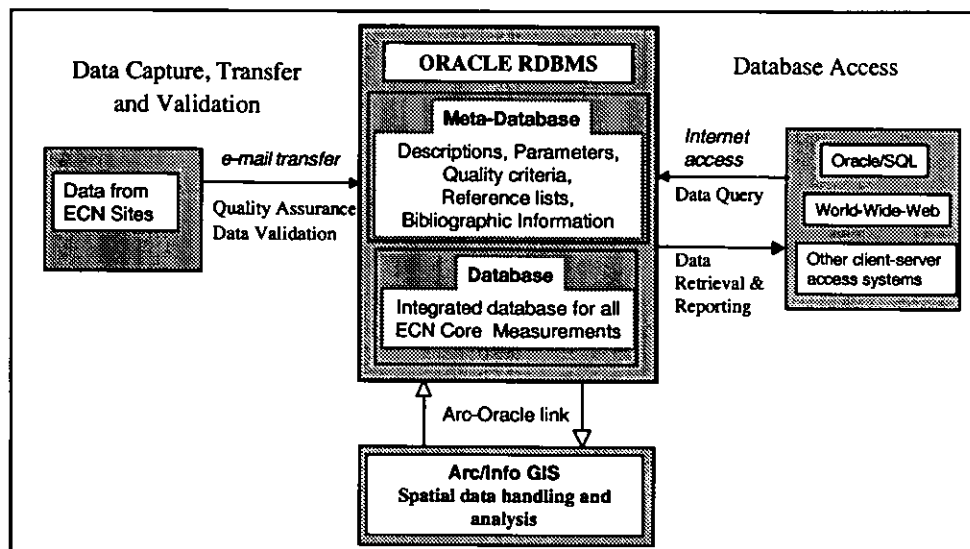 Data Capture, Transfer
and Validation
Data from
ECN Sites
e-mail transfer
Quality Assurance
Data Validation
ORACLE RDBMS
Meta-Database
Descriptions, Parameters,
Quality criteria,
Reference lists,
Bibliographic Information
Database
Integrated database for all
ECN Core Measurements
Arc-Oracle link
Arc/Info GIS
Spatial data handling and
analysis
Database Access
Internet
access
Data Query
Data
Retrieval &
Reporting
Oracle/SQL
World-Wide-Web
Other client-server
access systems